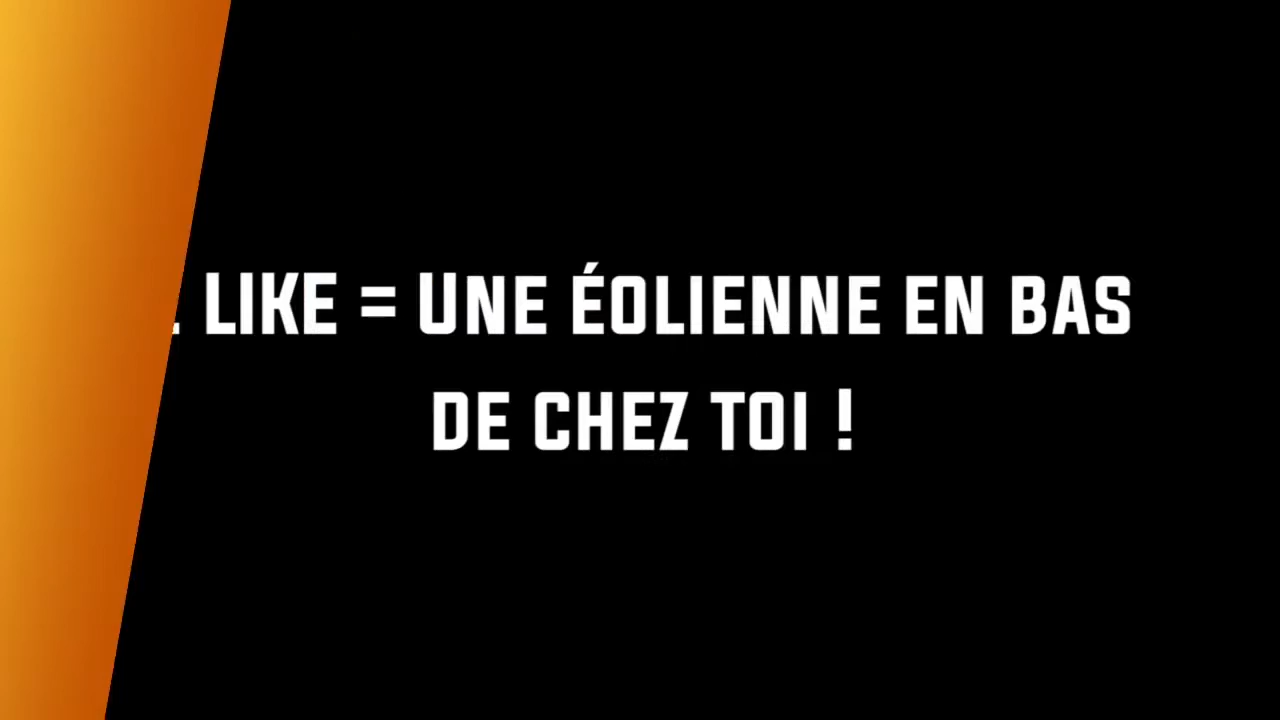 LIKE = UNE ÉOLIENNE EN BAS
DE CHEZ TOI !